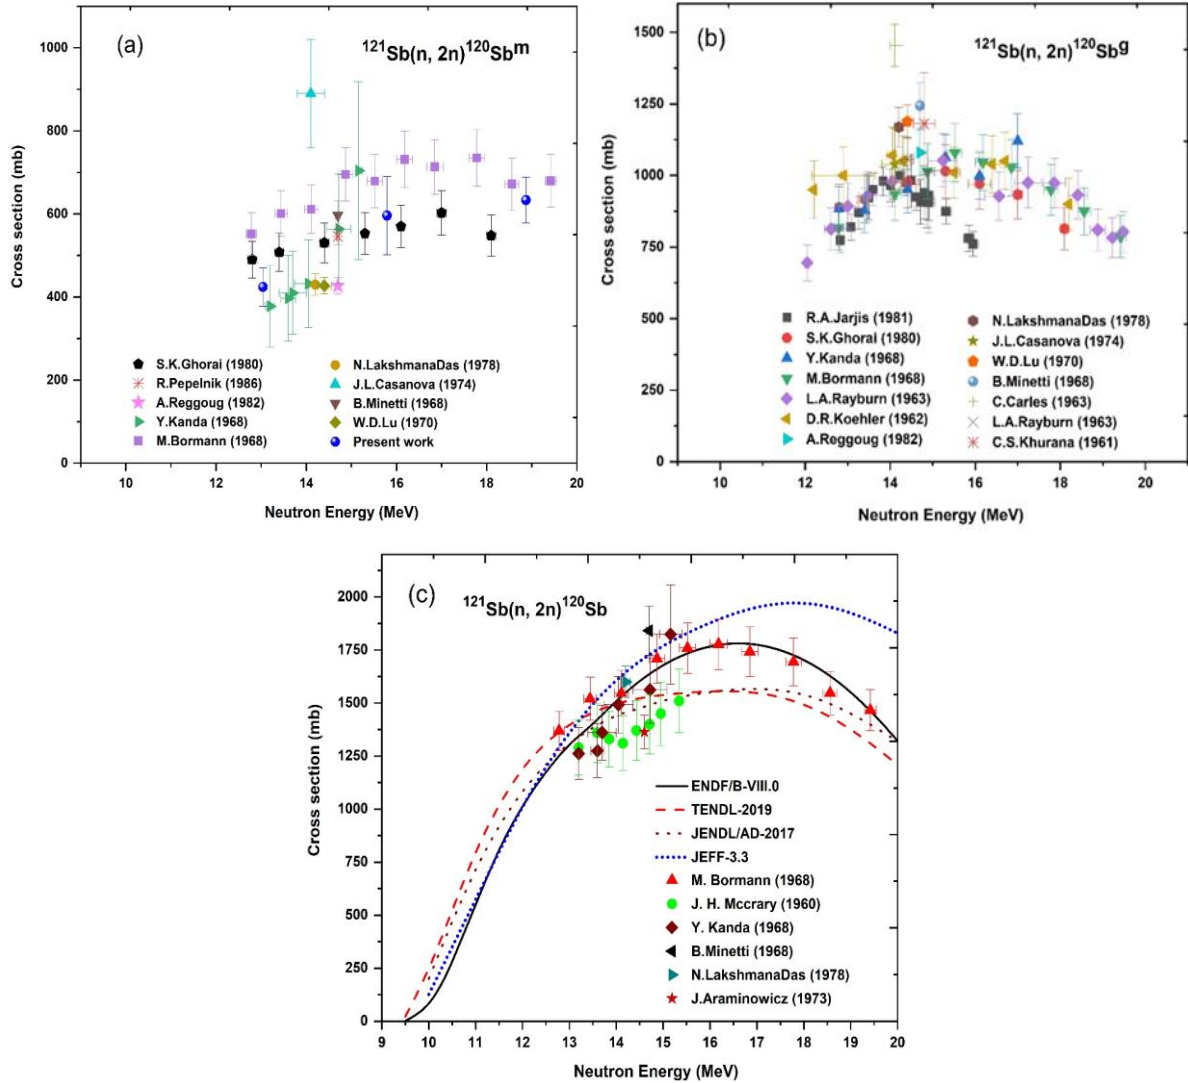 (a)
¹²¹Sb(n, 2n)¹²⁰Sbᵐ
Cross section (mb)
1000
800
600
400
200
0
10
12
14
16
18
20
Neutron Energy (MeV)
S.K.Ghorai (1980)
R.Pepelnik (1986)
A.Reggoug (1982)
Y.Kanda (1968)
M.Bormann (1968)
N.LakshmanaDas (1978)
J.L.Casanova (1974)
B.Minetti (1968)
W.D.Lu (1970)
Present work
(b)
¹²¹Sb(n, 2n)¹²⁰Sbᵍ
Cross section (mb)
1500
1250
1000
750
500
250
0
10
12
14
16
18
20
Neutron Energy (MeV)
R.A.Jarjis (1981)
S.K.Ghorai (1980)
Y.Kanda (1968)
M.Bormann (1968)
L.A.Rayburn (1963)
D.R.Koehler (1962)
A.Reggoug (1982)
N.LakshmanaDas (1978)
J.L.Casanova (1974)
W.D.Lu (1970)
B.Minetti (1968)
C.Carles (1963)
L.A.Rayburn (1963)
C.S.Khurana (1961)
(c)
¹²¹Sb(n, 2n)¹²⁰Sb
Cross section (mb)
2000
1750
1500
1250
1000
750
500
250
0
9
10
11
12
13
14
15
16
17
18
19
20
Neutron Energy (MeV)
ENDF/B-VIII.0
TENDL-2019
JENDL/AD-2017
JEFF-3.3
M. Bormann (1968)
J. H. Mccrary (1960)
Y. Kanda (1968)
B.Minetti (1968)
N.LakshmanaDas (1978)
J.Araminowicz (1973)